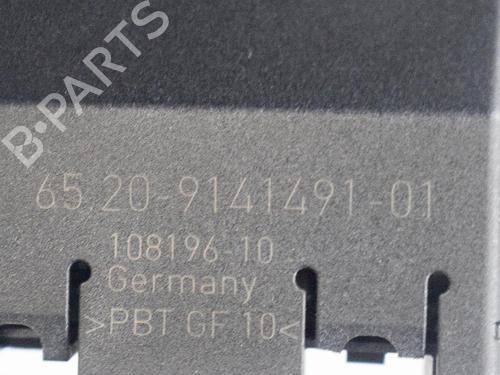 B-PARTS
65.20-9141491-01
108196-10
Germany
>PBT GF 10<